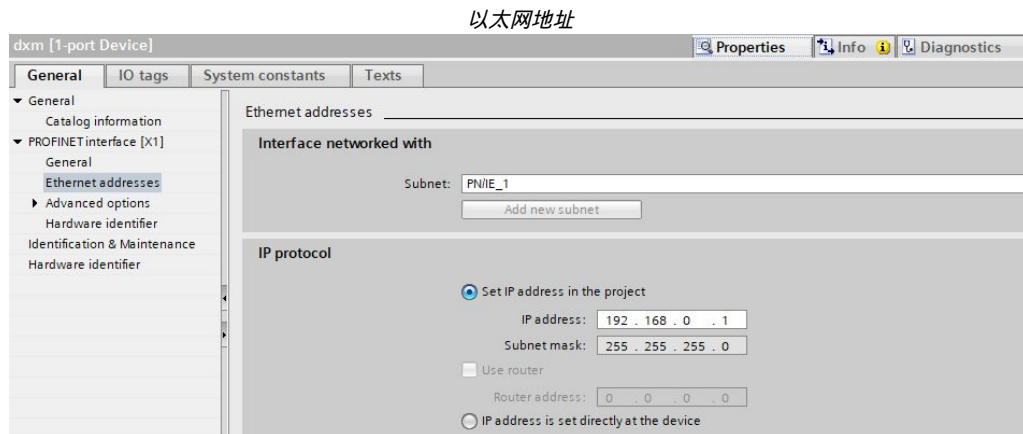 以太网地址
dxm [1-port Device]
Properties Info Diagnostics
General IO tags System constants Texts
General
Catalog information
PROFINET interface [X1]
General
Ethernet addresses
Advanced options
Hardware identifier
Identification & Maintenance
Hardware identifier
Ethernet addresses
Interface networked with
Subnet: PN/IE_1
Add new subnet
IP protocol
Set IP address in the project
IP address: 192 . 168 . 0 . 1
Subnet mask: 255 . 255 . 255 . 0
Use router
Router address: 0 . 0 . 0 . 0
IP address is set directly at the device